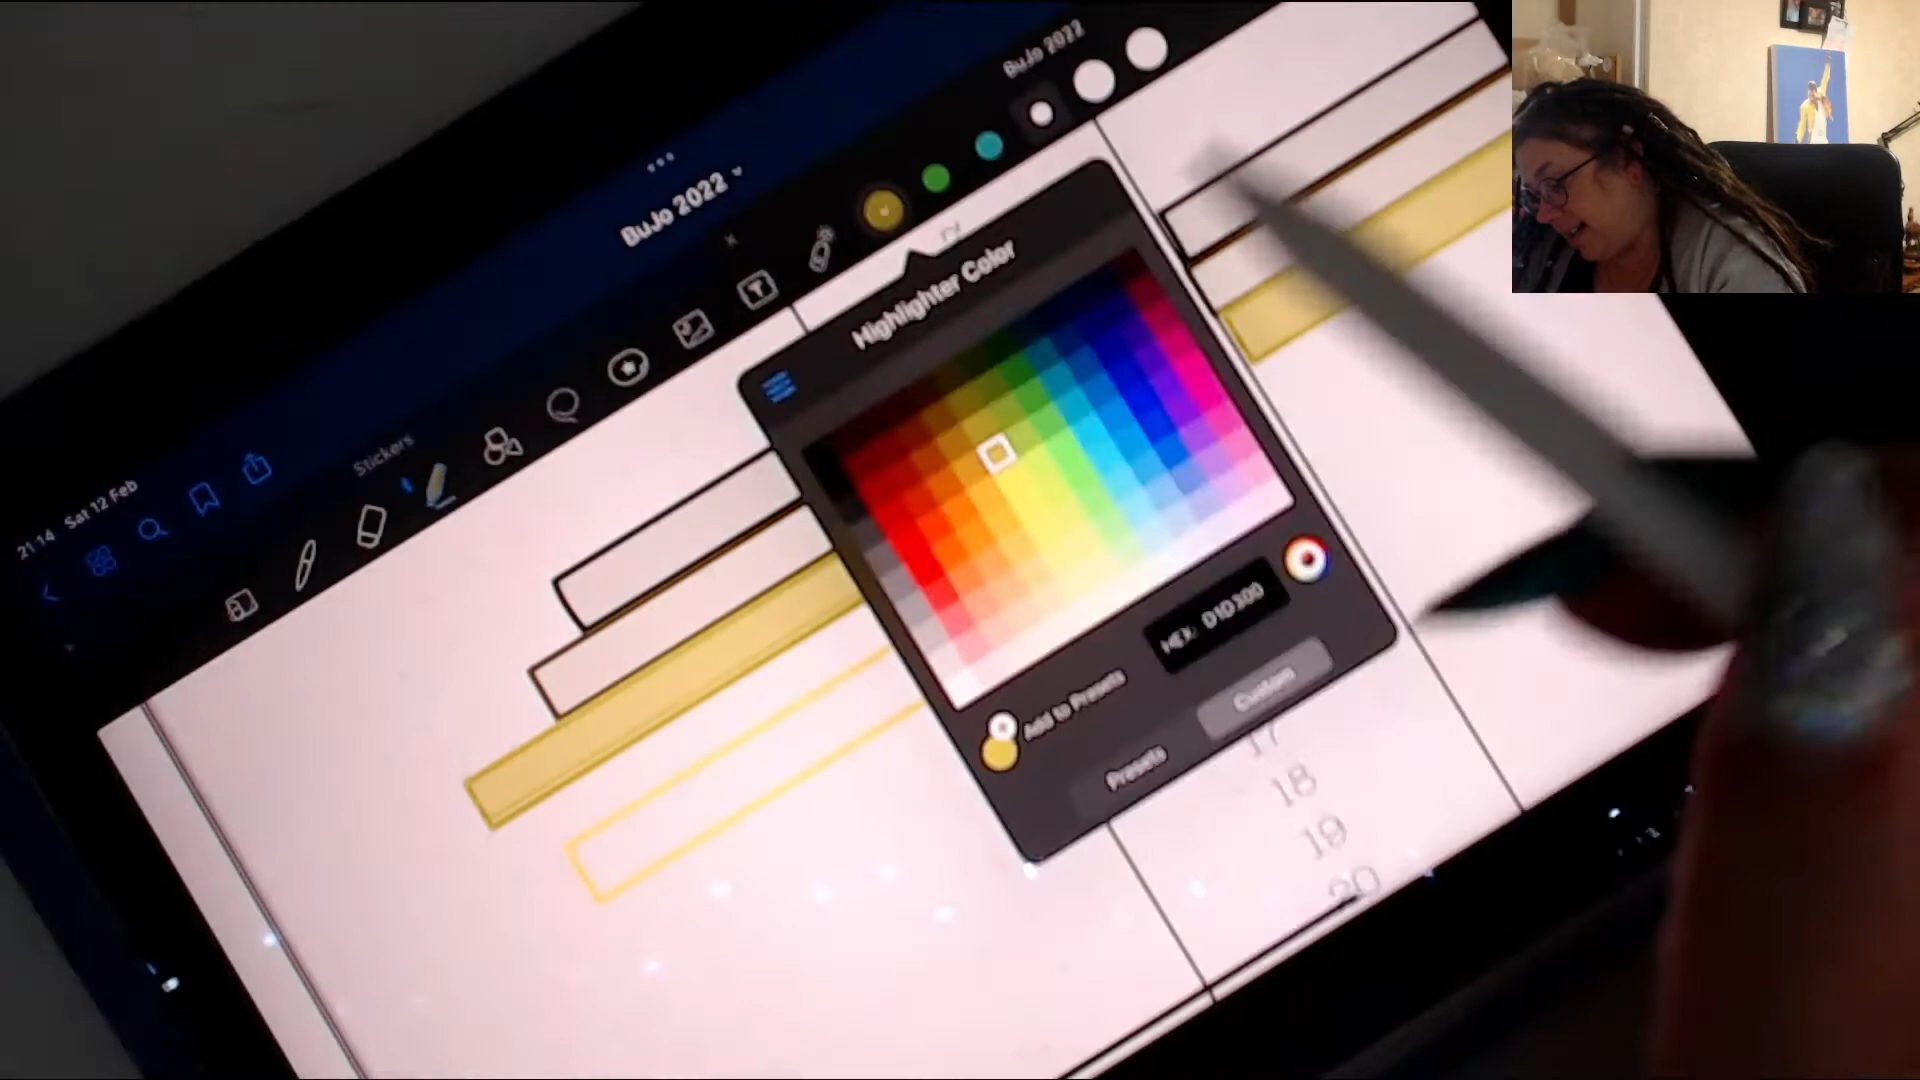 BuJo 2022
BuJo 2022
21:14 Sat 12 Feb
Stickers
Highlighter Color
HEX: D1D300
Add to Presets
Custom
Presets
17
18
19
20